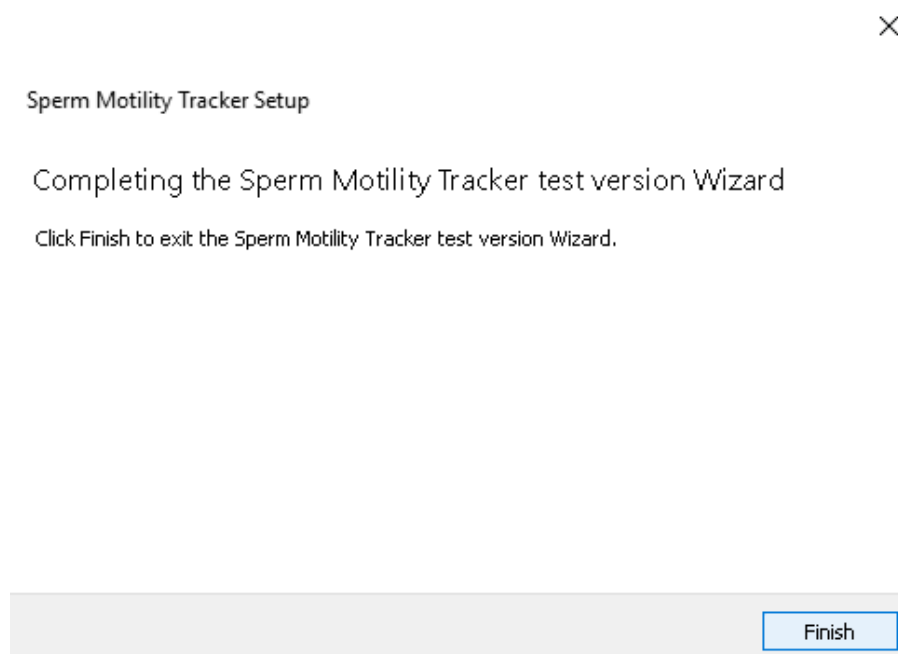 Sperm Motility Tracker Setup
Completing the Sperm Motility Tracker test version Wizard
Click Finish to exit the Sperm Motility Tracker test version Wizard.
Finish